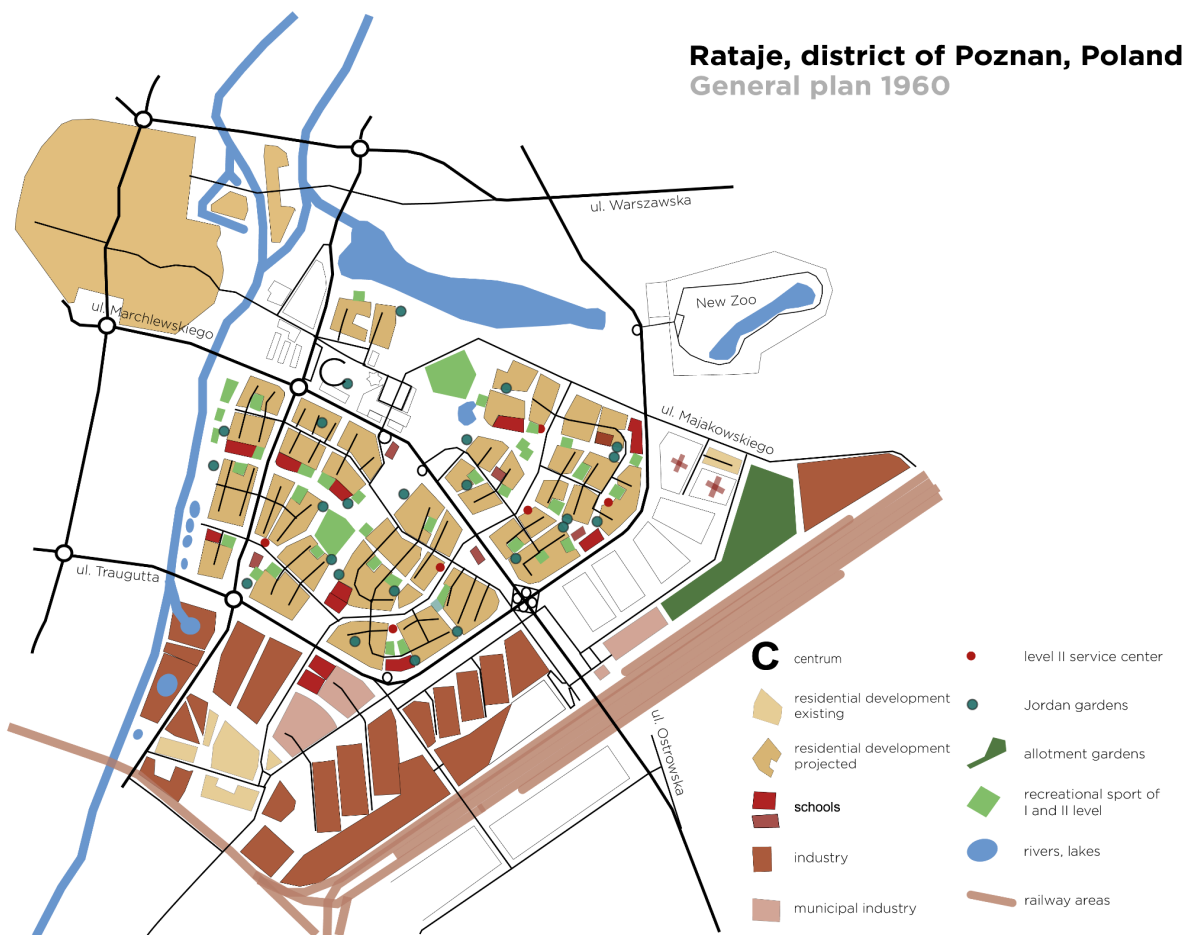 Rataje, district of Poznan, Poland
General plan 1960
ul. Warszawska
New Zoo
ul. Marchlewskiego
C
ul. Majakowskiego
ul. Traugutta
ul. Ostrowska
C
centrum
residential development
existing
residential development
projected
schools
industry
municipal industry
level II service center
Jordan gardens
allotment gardens
recreational sport of
I and II level
rivers, lakes
railway areas